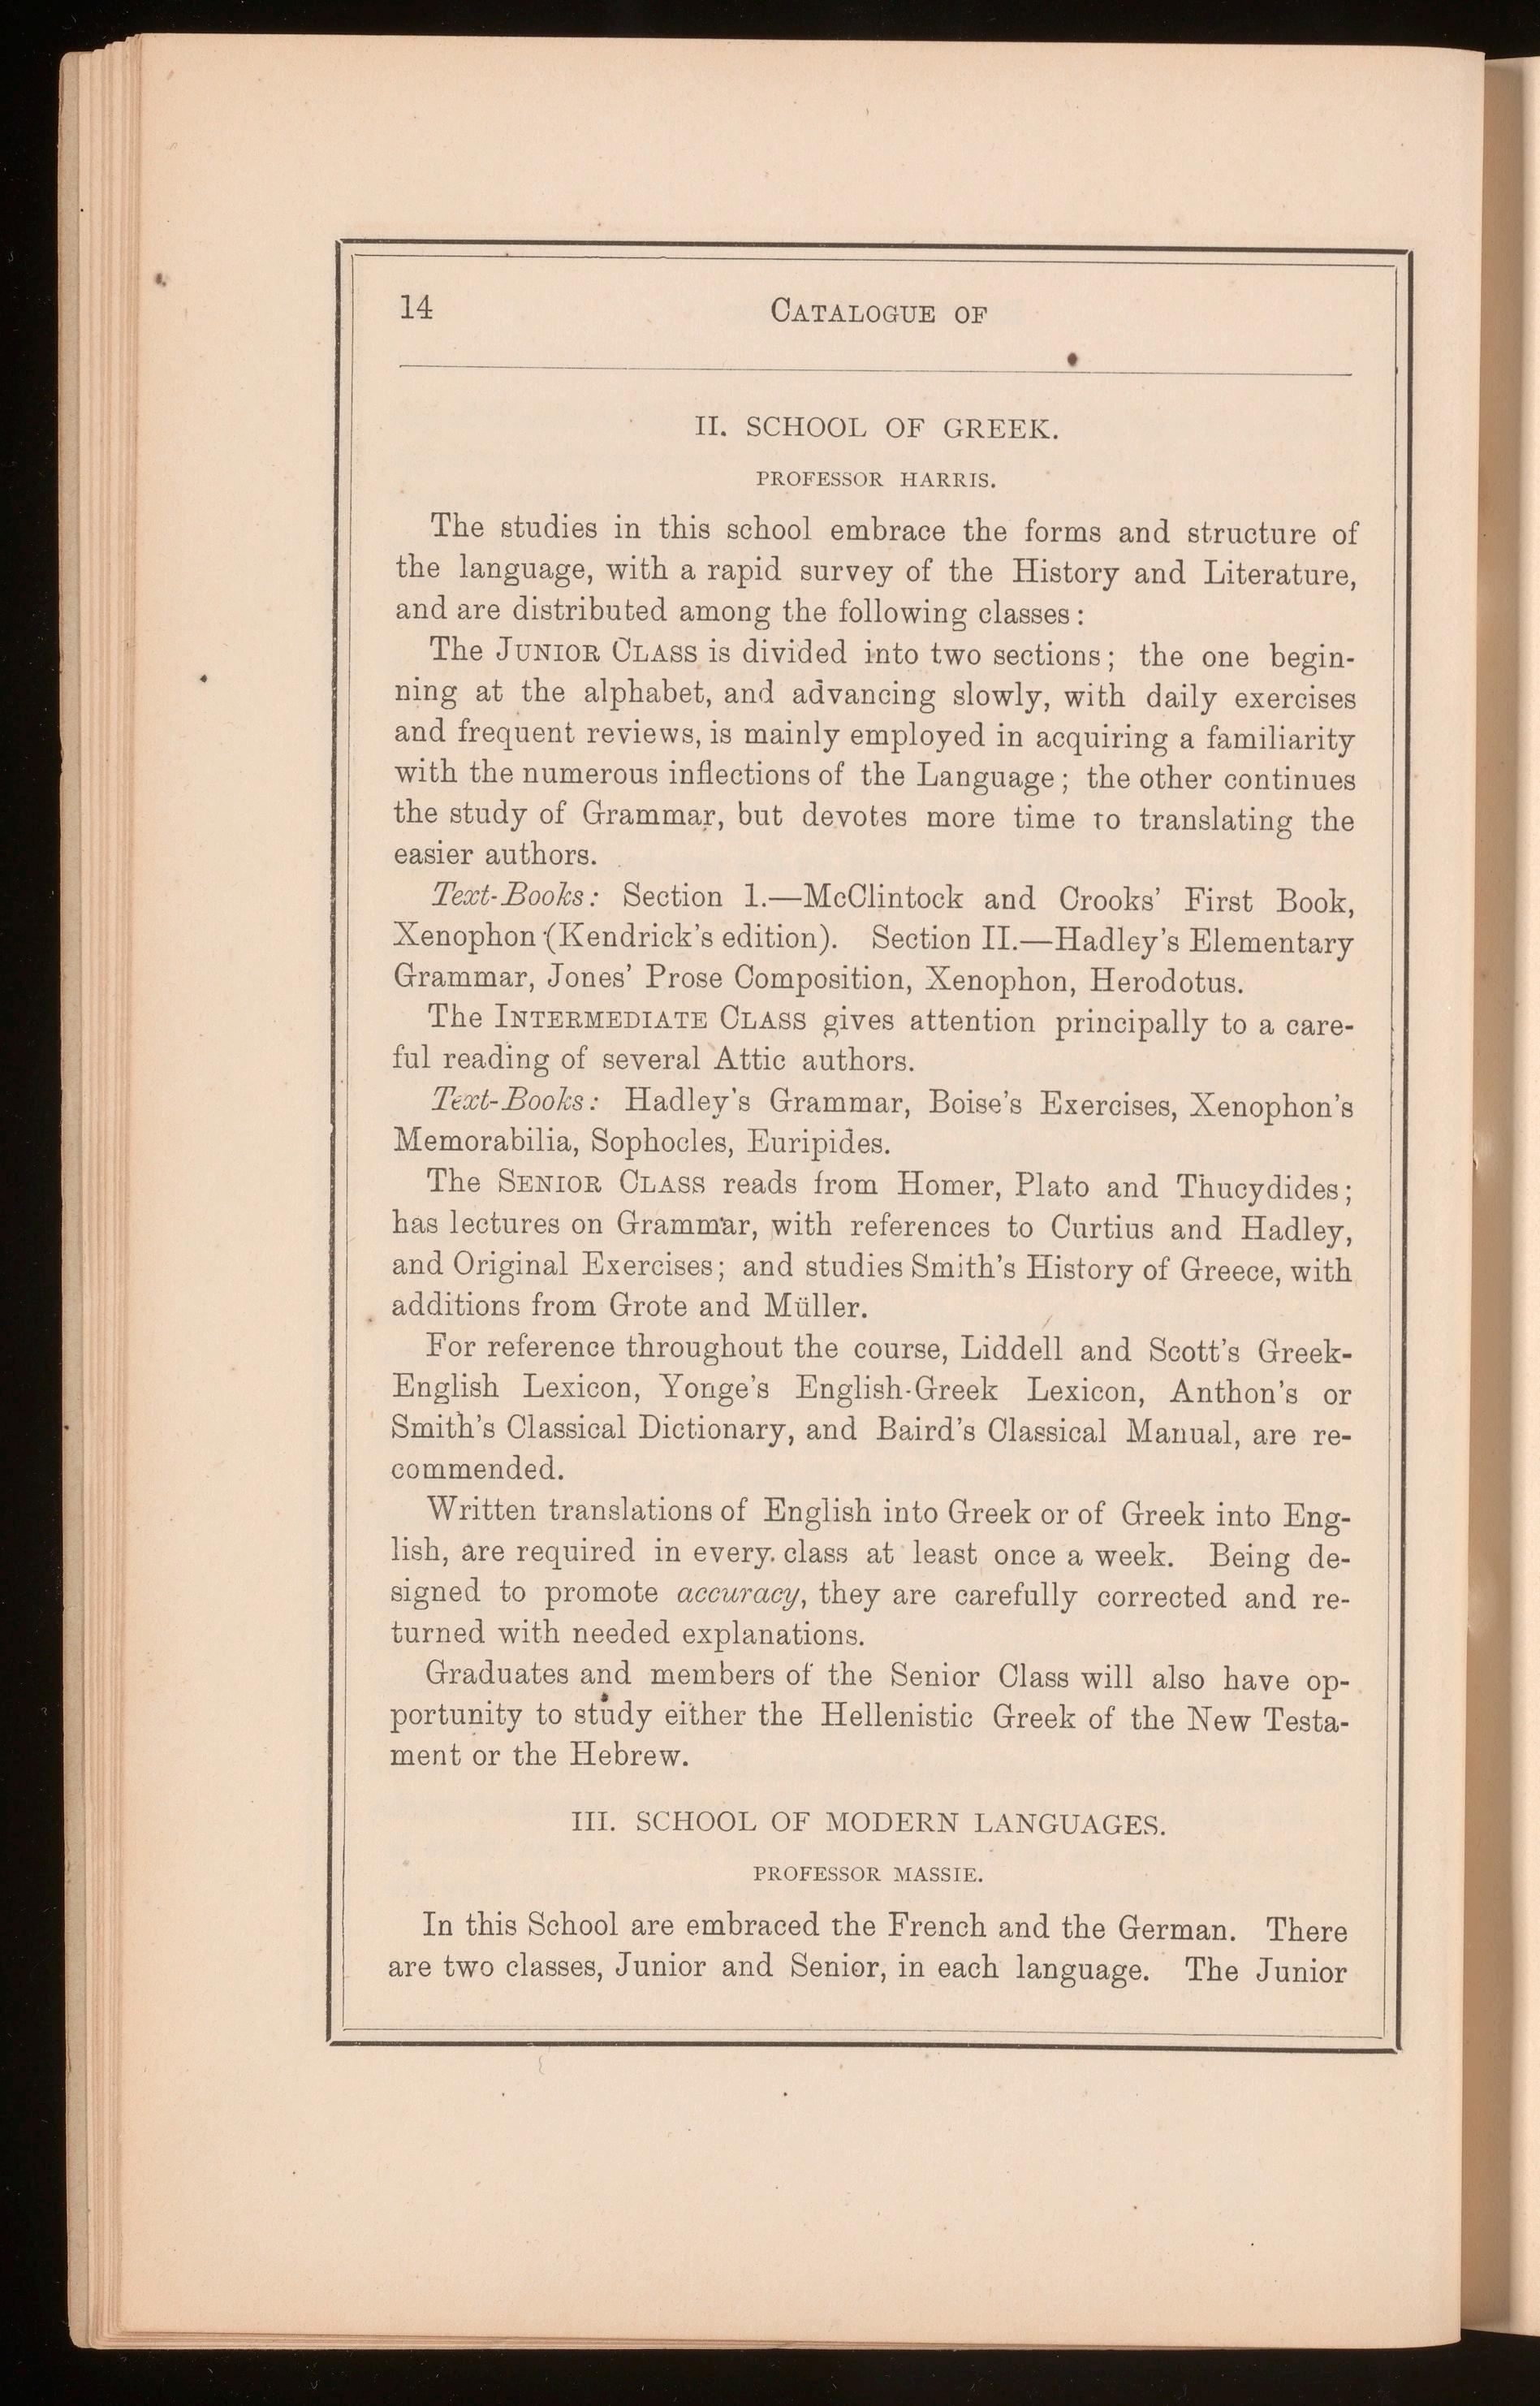 14 CATALOGUE OF
II. SCHOOL OF GREEK.
PROFESSOR HARRIS.
The studies in this school embrace the forms and structure of
the language, with a rapid survey of the History and Literature,
and are distributed among the following classes:
The JUNIOR CLASS is divided into two sections; the one begin-
ning at the alphabet, and advancing slowly, with daily exercises
and frequent reviews, is mainly employed in acquiring a familiarity
with the numerous inflections of the Language; the other continues
the study of Grammar, but devotes more time to translating the
easier authors.
Text-Books: Section 1.—McClintock and Crooks' First Book,
Xenophon (Kendrick's edition). Section II.—Hadley's Elementary
Grammar, Jones' Prose Composition, Xenophon, Herodotus.
The INTERMEDIATE CLASS gives attention principally to a care-
ful reading of several Attic authors.
Text-Books: Hadley's Grammar, Boise's Exercises, Xenophon's
Memorabilia, Sophocles, Euripides.
The SENIOR CLASS reads from Homer, Plato and Thucydides;
has lectures on Grammar, with references to Curtius and Hadley,
and Original Exercises; and studies Smith's History of Greece, with
additions from Grote and Müller.
For reference throughout the course, Liddell and Scott's Greek-
English Lexicon, Yonge's English-Greek Lexicon, Anthon's or
Smith's Classical Dictionary, and Baird's Classical Manual, are re-
commended.
Written translations of English into Greek or of Greek into Eng-
lish, are required in every class at least once a week. Being de-
signed to promote accuracy, they are carefully corrected and re-
turned with needed explanations.
Graduates and members of the Senior Class will also have op-
portunity to study either the Hellenistic Greek of the New Testa-
ment or the Hebrew.
III. SCHOOL OF MODERN LANGUAGES.
PROFESSOR MASSIE.
In this School are embraced the French and the German. There
are two classes, Junior and Senior, in each language. The Junior